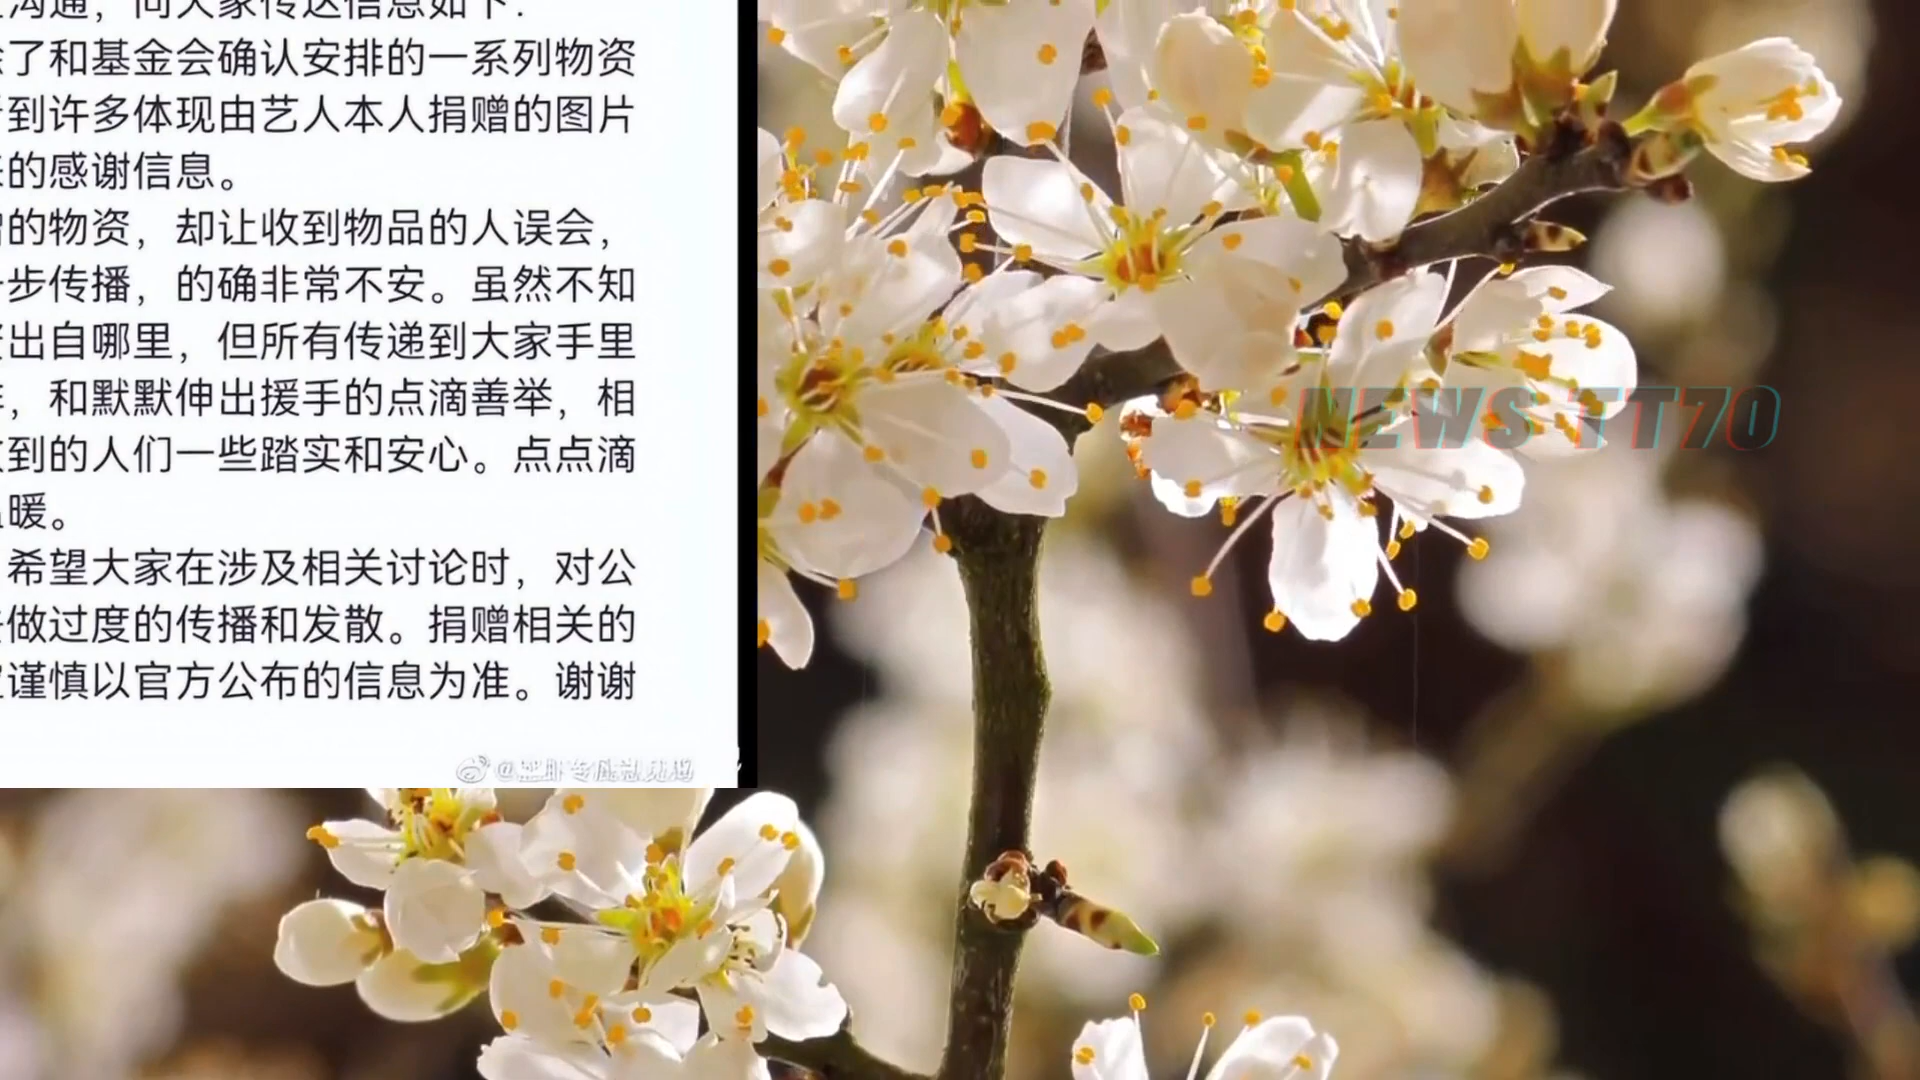 沟通，向大家传达信息如下：
了和基金会确认安排的一系列物资
到许多体现由艺人本人捐赠的图片
的感谢信息。
的物资，却让收到物品的人误会，
步传播，的确非常不安。虽然不知
出自哪里，但所有传递到大家手里
，和默默伸出援手的点滴善举，相
到的人们一些踏实和安心。点点滴
暖。
希望大家在涉及相关讨论时，对公
做过度的传播和发散。捐赠相关的
谨慎以官方公布的信息为准。谢谢
NEWS TT70